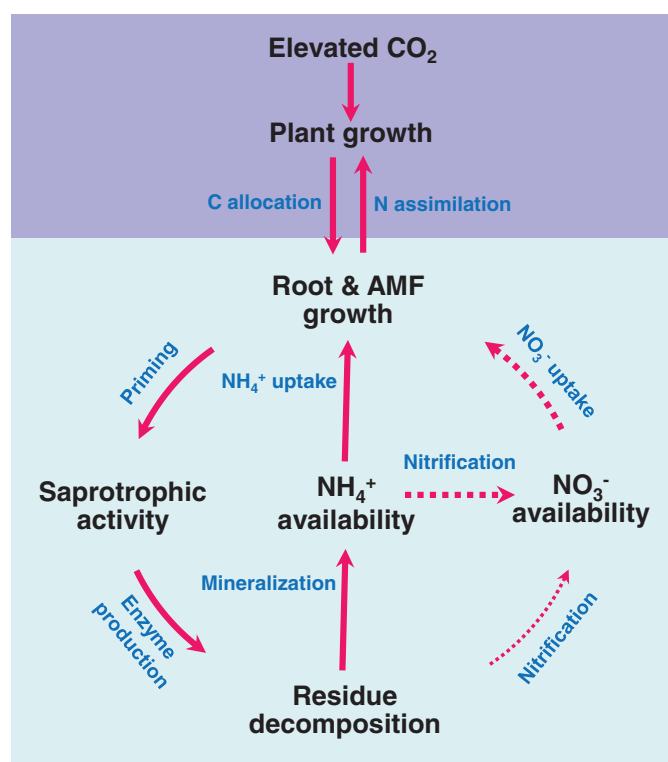 Elevated CO₂
Plant growth
C allocation
N assimilation
Root & AMF
growth
Priming
NH₄⁺ uptake
NO₃⁻ uptake
Nitrification
Saprotrophic
activity
NH₄⁺
availability
NO₃⁻
availability
Mineralization
Enzyme
production
Nitrification
Residue
decomposition